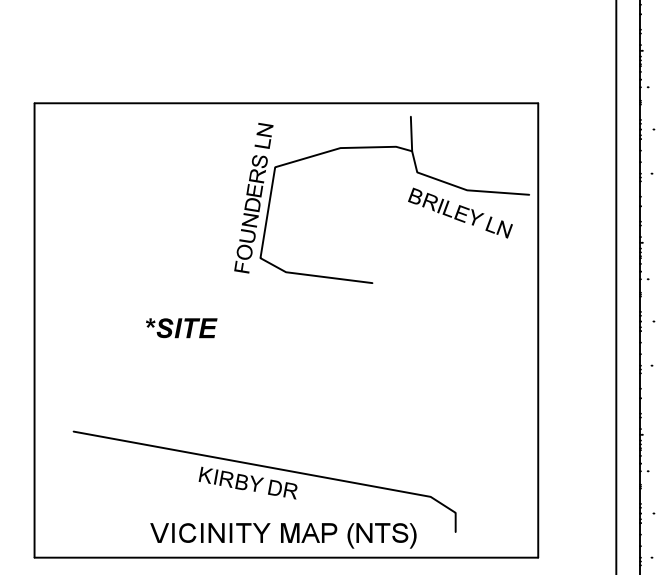 FOUNDERS LN
BRILEY LN
*SITE
KIRBY DR
VICINITY MAP (NTS)